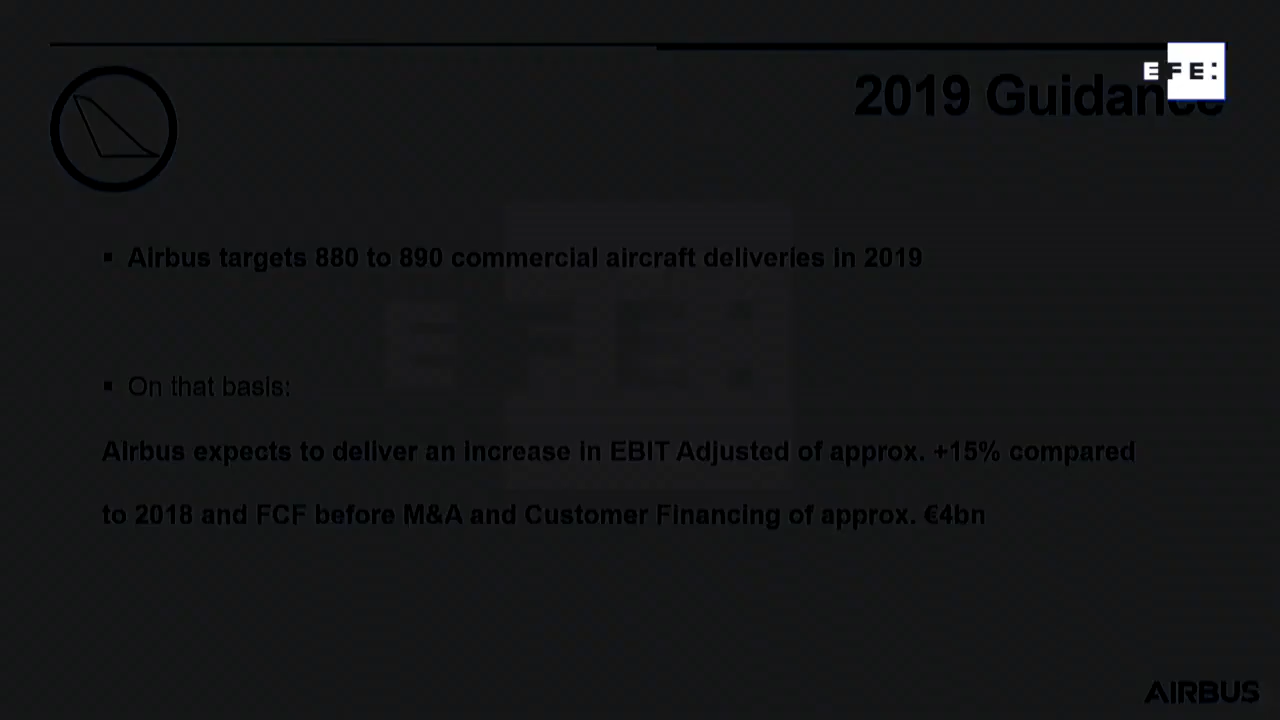 EFE:
2019 Guidance
▪ Airbus targets 880 to 890 commercial aircraft deliveries in 2019
EFE:
▪ On that basis:
Airbus expects to deliver an increase in EBIT Adjusted of approx. +15% compared
to 2018 and FCF before M&A and Customer Financing of approx. €4bn
AIRBUS